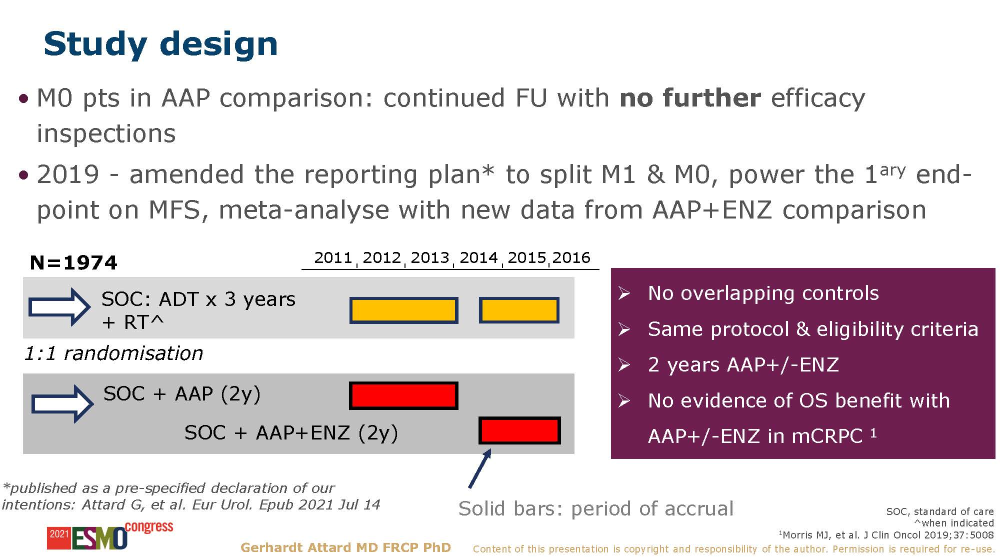 Study design
• M0 pts in AAP comparison: continued FU with no further efficacy
inspections
• 2019 - amended the reporting plan* to split M1 & M0, power the 1ary end-
point on MFS, meta-analyse with new data from AAP+ENZ comparison
N=1974
2011 2012 2013 2014 2015 2016
SOC: ADT x 3 years
+ RT^
1:1 randomisation
SOC + AAP (2y)
SOC + AAP+ENZ (2y)
➢ No overlapping controls
➢ Same protocol & eligibility criteria
➢ 2 years AAP+/-ENZ
➢ No evidence of OS benefit with
AAP+/-ENZ in mCRPC 1
*published as a pre-specified declaration of our
intentions: Attard G, et al. Eur Urol. Epub 2021 Jul 14
Solid bars: period of accrual
SOC, standard of care
^when indicated
1Morris MJ, et al. J Clin Oncol 2019;37:5008
2021 ESMO congress
Gerhardt Attard MD FRCP PhD
Content of this presentation is copyright and responsibility of the author. Permission is required for re-use.